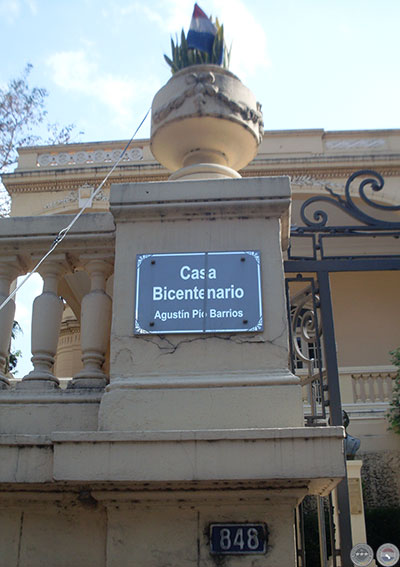 Casa
Bicentenario
Agustín Pío Barrios
848